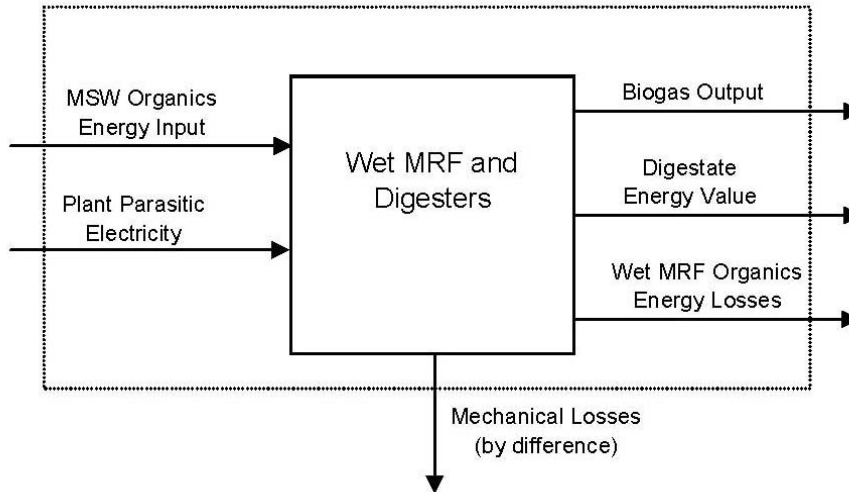 MSW Organics
Energy Input
Plant Parasitic
Electricity
Wet MRF and
Digesters
Biogas Output
Digestate
Energy Value
Wet MRF Organics
Energy Losses
Mechanical Losses
(by difference)